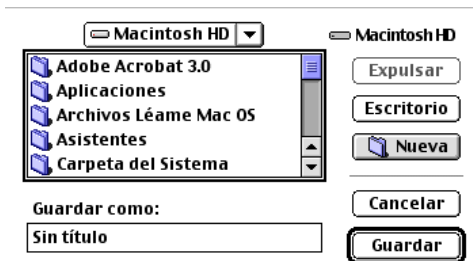 Macintosh HD
Macintosh HD
Adobe Acrobat 3.0
Aplicaciones
Archivos Léame Mac OS
Asistentes
Carpeta del Sistema
Expulsar
Escritorio
Nueva
Guardar como:
Sin título
Cancelar
Guardar